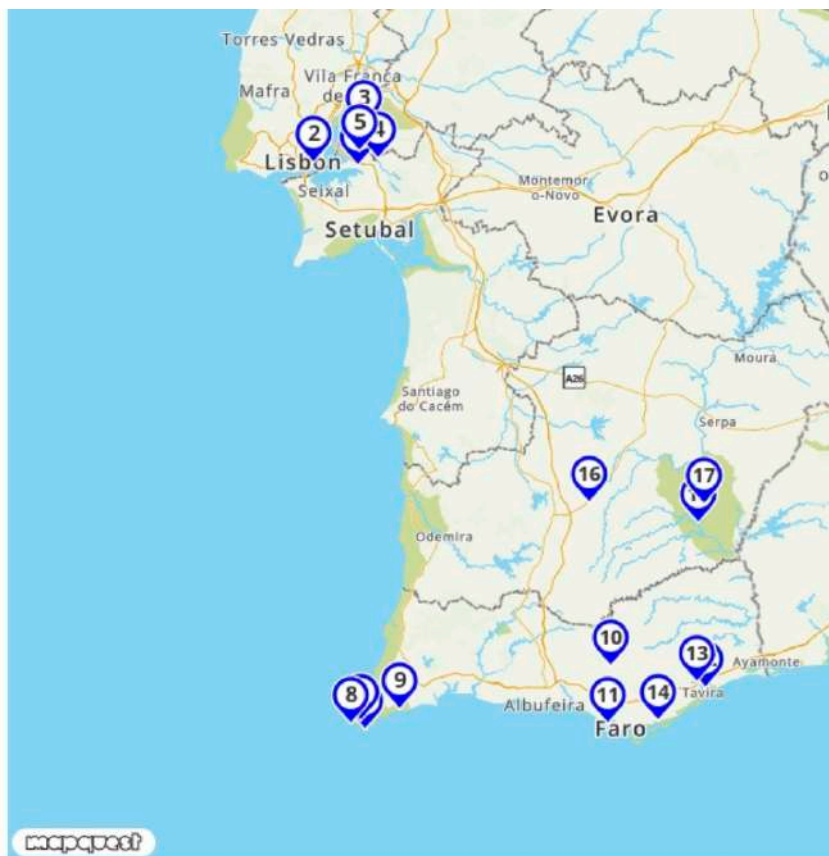 Torres Vedras
Vila Franca
de
Mafra
3
5
4
2
Lisbon
Seixal
Montemor
o-Novo
Evora
Setubal
Moura
A26
Santiago
do Cacém
Serpa
16
17
Odemira
10
13
Ayamonte
8
9
11
14
Tavira
Albufeira
Faro
mapquest